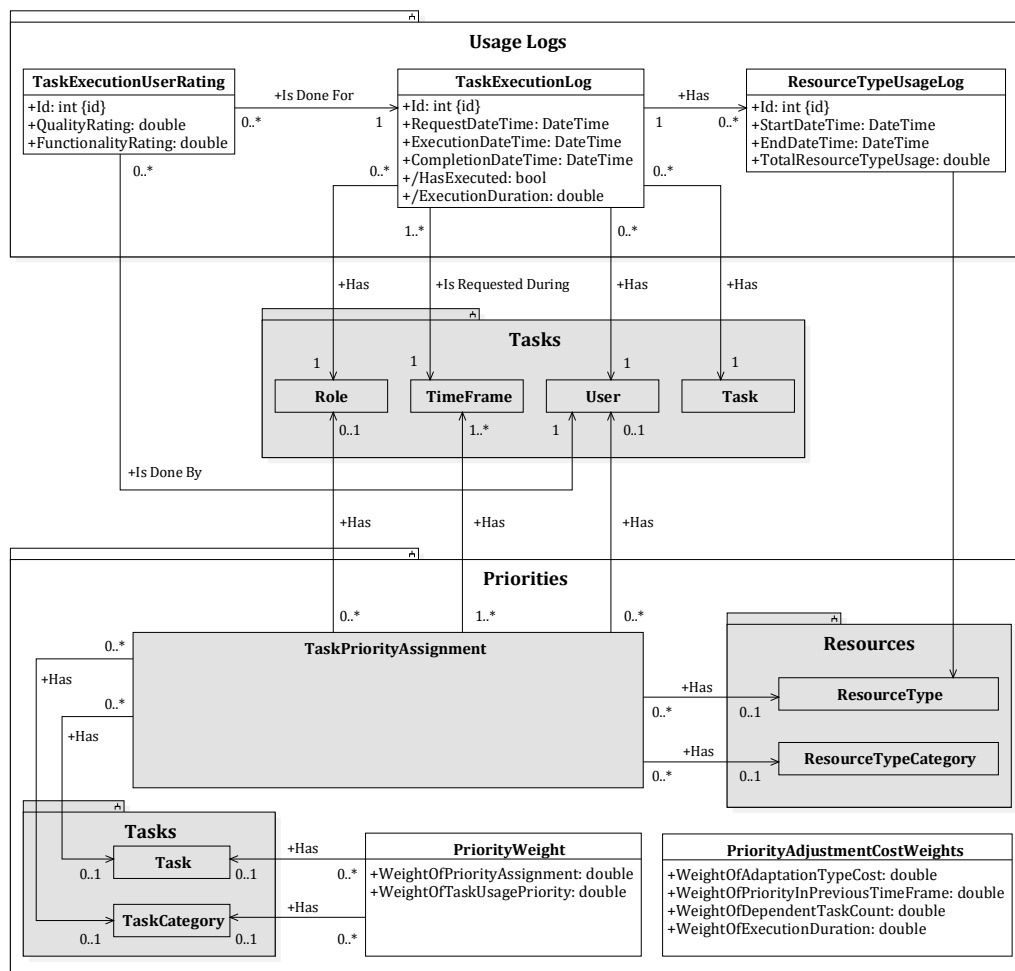 Usage Logs
TaskExecutionUserRating
+Id: int {id}
+QualityRating: double
+FunctionalityRating: double
+Is Done For
0..*
1
TaskExecutionLog
+Id: int {id}
+RequestDateTime: DateTime
+ExecutionDateTime: DateTime
+CompletionDateTime: DateTime
+/HasExecuted: bool
+/ExecutionDuration: double
+Has
1
0..*
ResourceTypeUsageLog
+Id: int {id}
+StartDateTime: DateTime
+EndDateTime: DateTime
+TotalResourceTypeUsage: double
0..*
0..*
0..*
1..*
0..*
+Has
+Is Requested During
+Has
+Has
Tasks
1
1
1
1
Role
TimeFrame
User
Task
0..1
1..*
1
0..1
+Is Done By
+Has
+Has
+Has
Priorities
0..*
1..*
0..*
0..*
TaskPriorityAssignment
+Has
0..*
+Has
Resources
+Has
0..*
0..1
ResourceType
+Has
0..*
0..1
ResourceTypeCategory
Tasks
Task
0..1
0..1
+Has
0..*
TaskCategory
0..1
0..1
+Has
0..*
PriorityWeight
+WeightOfPriorityAssignment: double
+WeightOfTaskUsagePriority: double
PriorityAdjustmentCostWeights
+WeightOfAdaptationTypeCost: double
+WeightOfPriorityInPreviousTimeFrame: double
+WeightOfDependentTaskCount: double
+WeightOfExecutionDuration: double